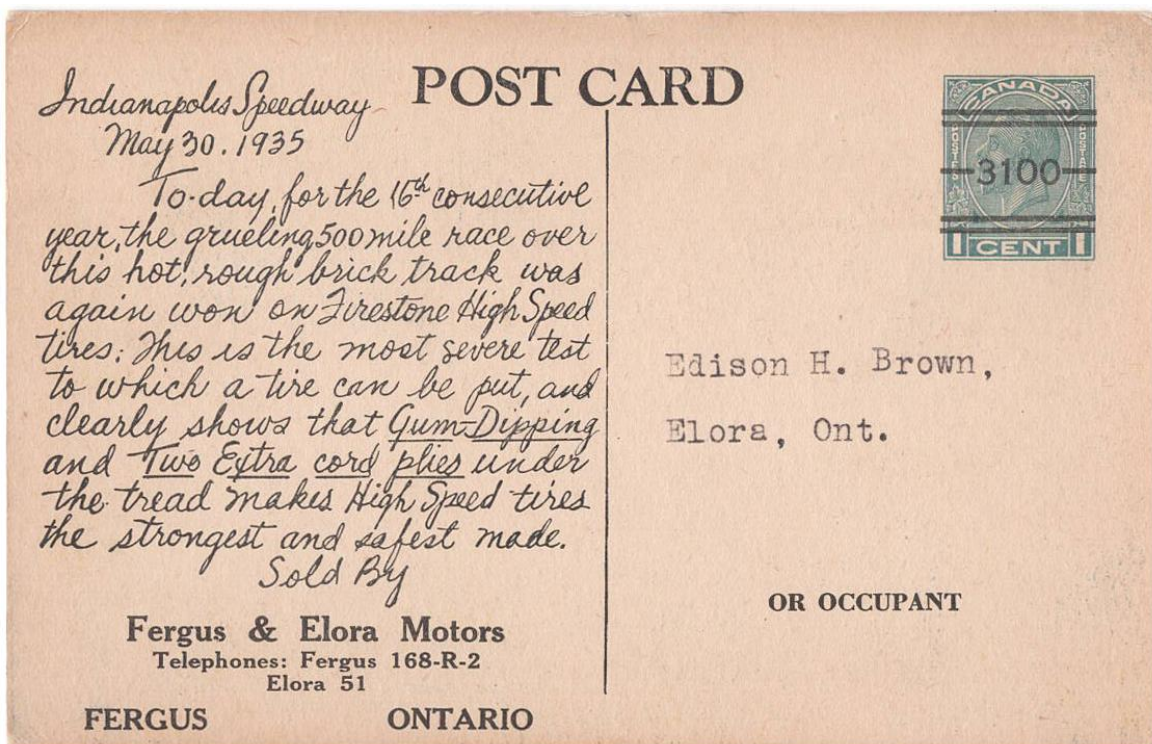 POST CARD
Indianapolis Speedway
May 30. 1935
To-day, for the 16th consecutive
year, the grueling 500 mile race over
this hot, rough brick track was
again won on Firestone High Speed
tires. This is the most severe test
to which a tire can be put, and
clearly shows that Gum-Dipping
and Two Extra cord plies under
the tread makes High Speed tires
the strongest and safest made.
Sold By
Fergus & Elora Motors
Telephones: Fergus 168-R-2
Elora 51
FERGUS ONTARIO
CANADA
POSTES POSTAGE
3100
1 CENT 1
Edison H. Brown,
Elora, Ont.
OR OCCUPANT